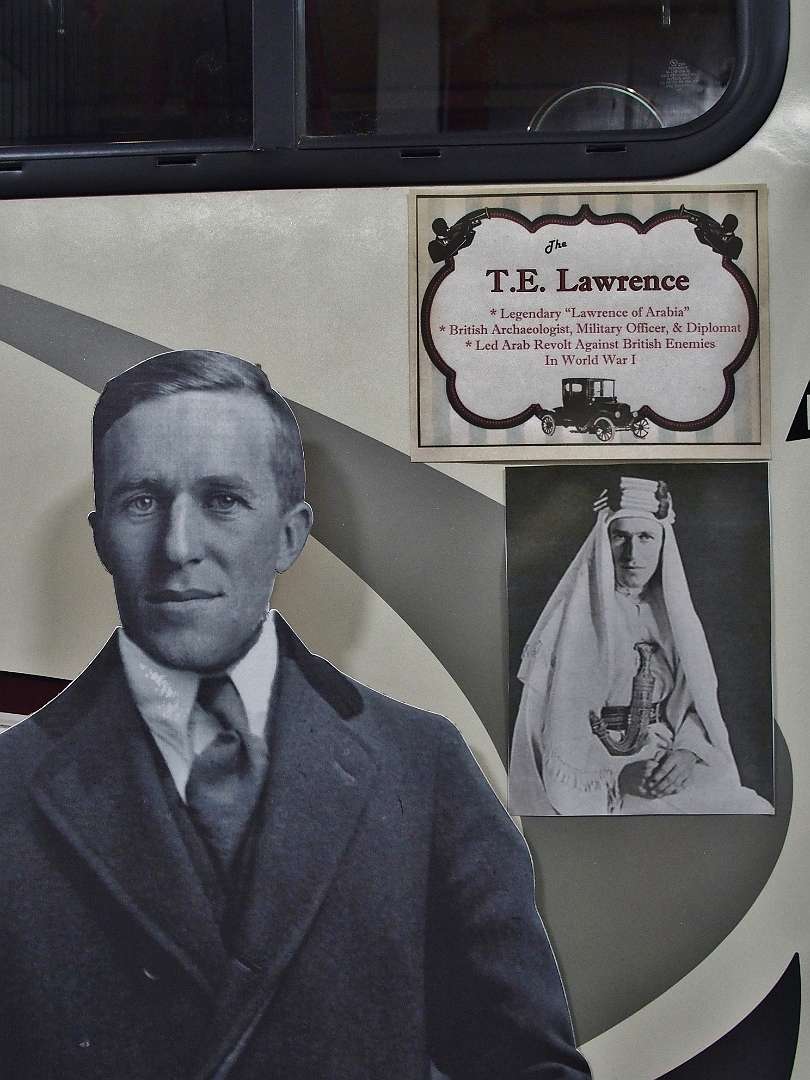 The
T.E. Lawrence
* Legendary “Lawrence of Arabia”
* British Archaeologist, Military Officer, & Diplomat
* Led Arab Revolt Against British Enemies
In World War I